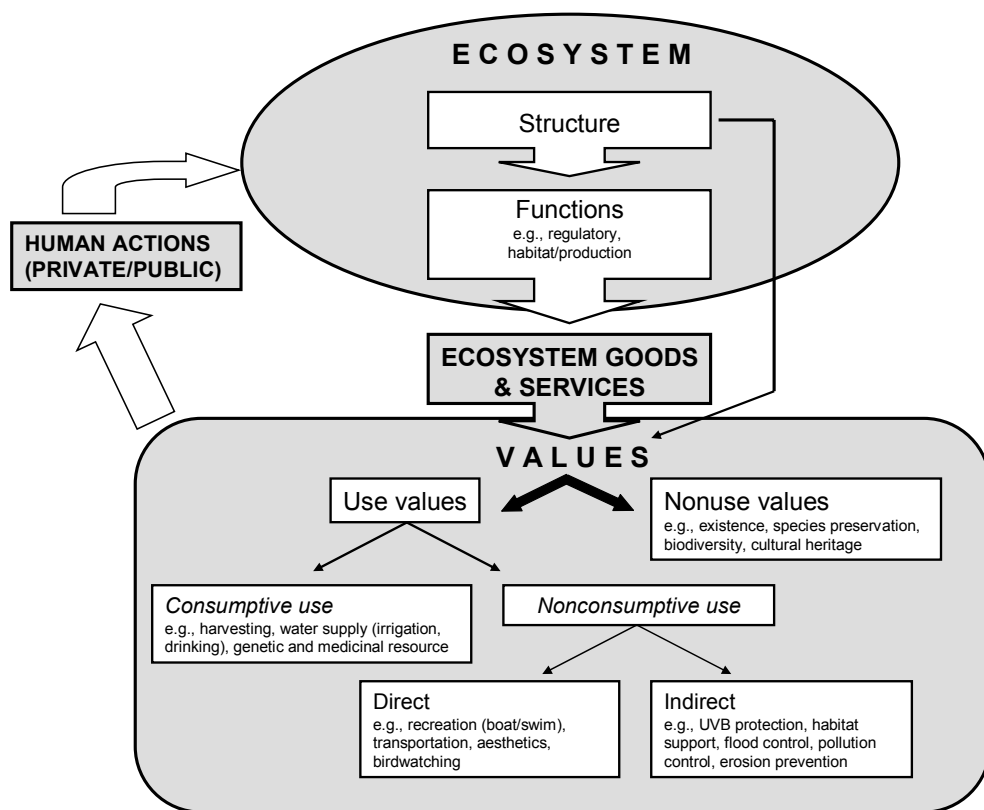 E C O S Y S T E M
Structure
Functions
e.g., regulatory,
habitat/production
HUMAN ACTIONS
(PRIVATE/PUBLIC)
ECOSYSTEM GOODS
& SERVICES
V A L U E S
Use values
Nonuse values
e.g., existence, species preservation,
biodiversity, cultural heritage
Consumptive use
e.g., harvesting, water supply (irrigation,
drinking), genetic and medicinal resource
Nonconsumptive use
Direct
e.g., recreation (boat/swim),
transportation, aesthetics,
birdwatching
Indirect
e.g., UVB protection, habitat
support, flood control, pollution
control, erosion prevention